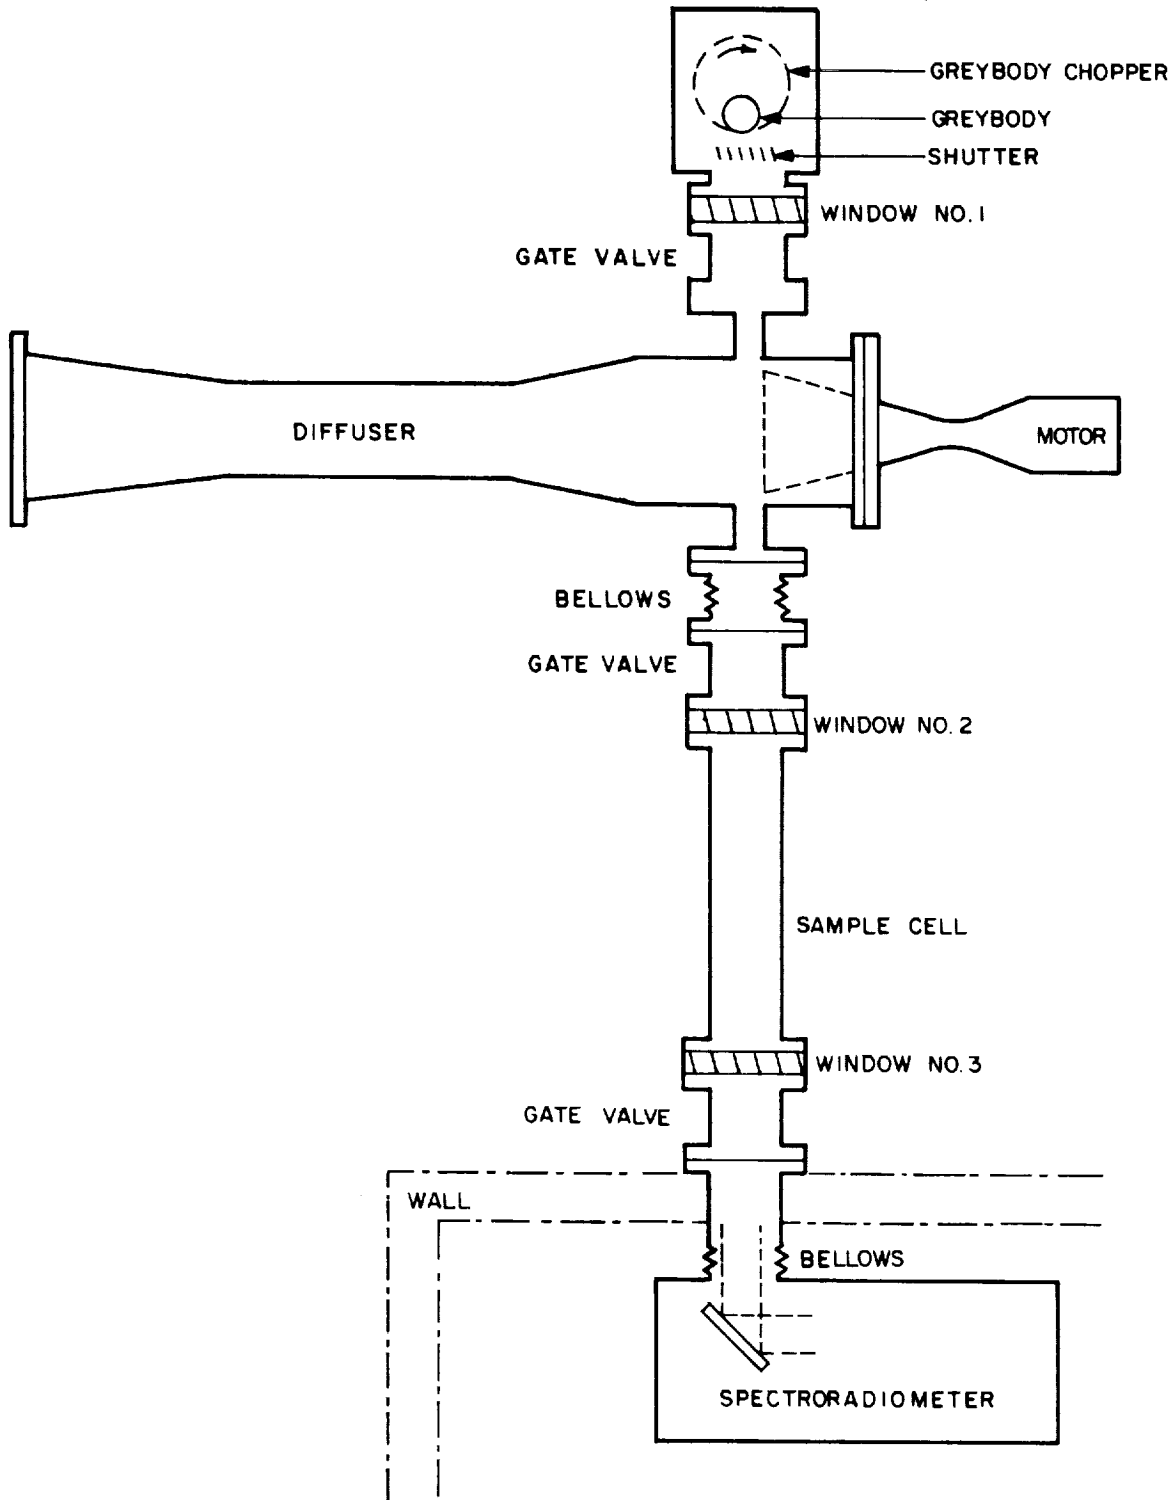 GREYBODY CHOPPER
GREYBODY
SHUTTER
WINDOW NO. 1
GATE VALVE
DIFFUSER
MOTOR
BELLOWS
GATE VALVE
WINDOW NO. 2
SAMPLE CELL
WINDOW NO. 3
GATE VALVE
WALL
BELLOWS
SPECTRORADIOMETER